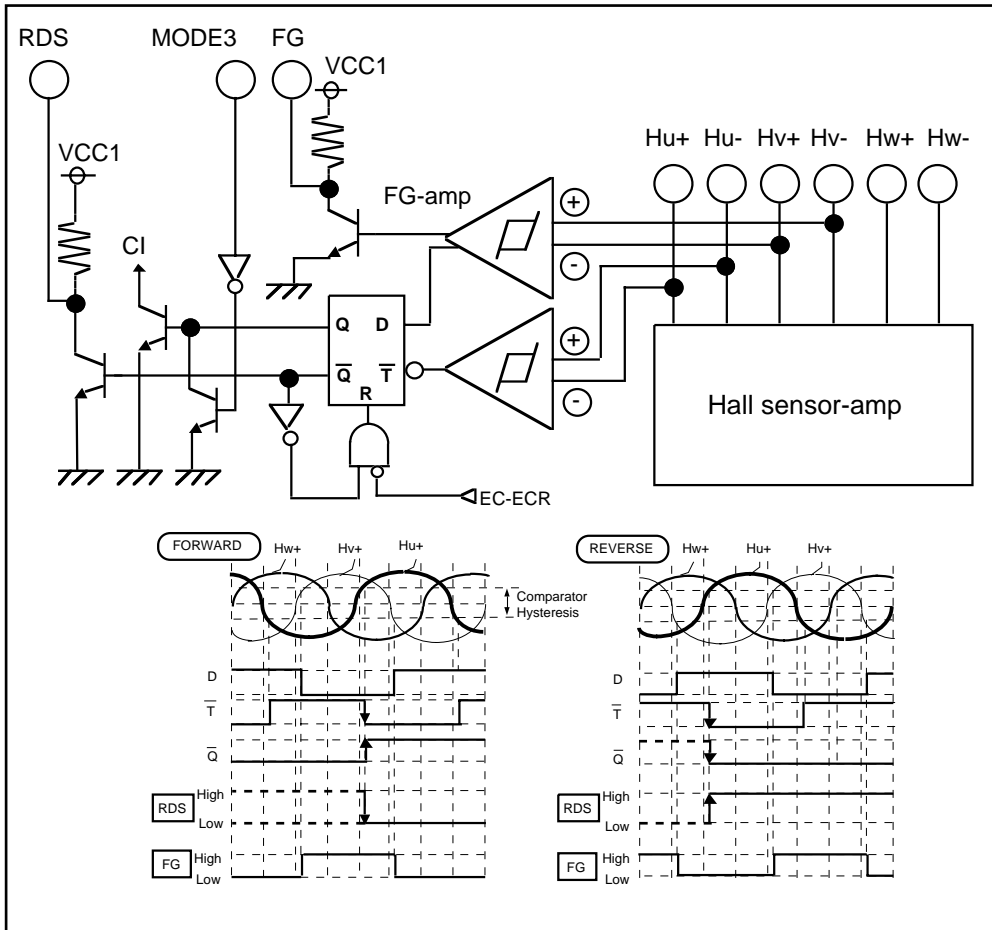 RDS MODE3 FG
VCC1
VCC1
Hu+ Hu- Hv+ Hv- Hw+ Hw-
CI
FG-amp
+
-
Q D
Q̅ T̅
R
+
-
Hall sensor-amp
EC-ECR
FORWARD
Hw+ Hv+ Hu+
Comparator
Hysteresis
D
T̅
Q̅
RDS High
Low
FG High
Low
REVERSE
Hw+ Hu+ Hv+
D
T̅
Q̅
RDS High
Low
FG High
Low